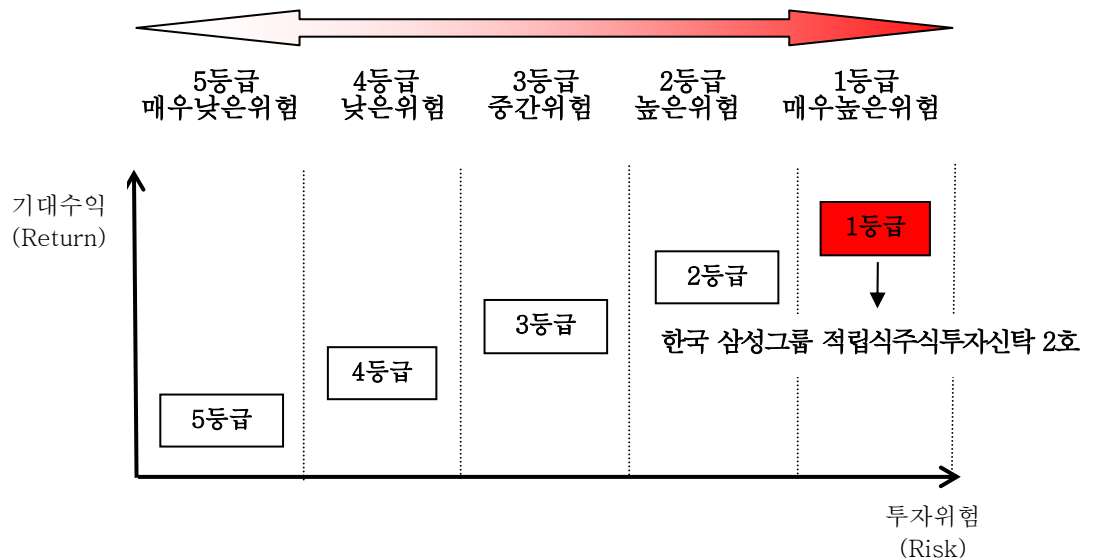 5등급 4등급 3등급 2등급 1등급
매우낮은위험 낮은위험 중간위험 높은위험 매우높은위험
기대수익
(Return)
1등급
2등급
3등급
한국 삼성그룹 적립식주식투자신탁 2호
4등급
5등급
투자위험
(Risk)